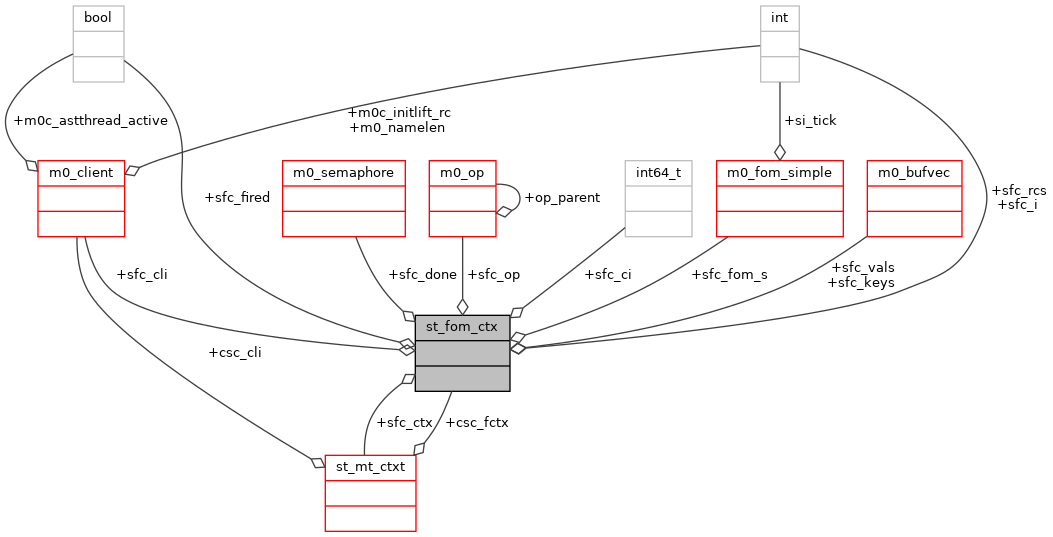 bool
int
+m0c_initlift_rc
+m0_namelen
+m0c_astthread_active
+si_tick
m0_client
m0_semaphore
m0_op
int64_t
m0_fom_simple
m0_bufvec
+sfc_fired
+op_parent
+sfc_rcs
+sfc_i
+sfc_cli
+sfc_done
+sfc_op
+sfc_ci
+sfc_fom_s
+sfc_vals
+sfc_keys
st_fom_ctx
+csc_cli
+sfc_ctx
+csc_fctx
st_mt_ctxt